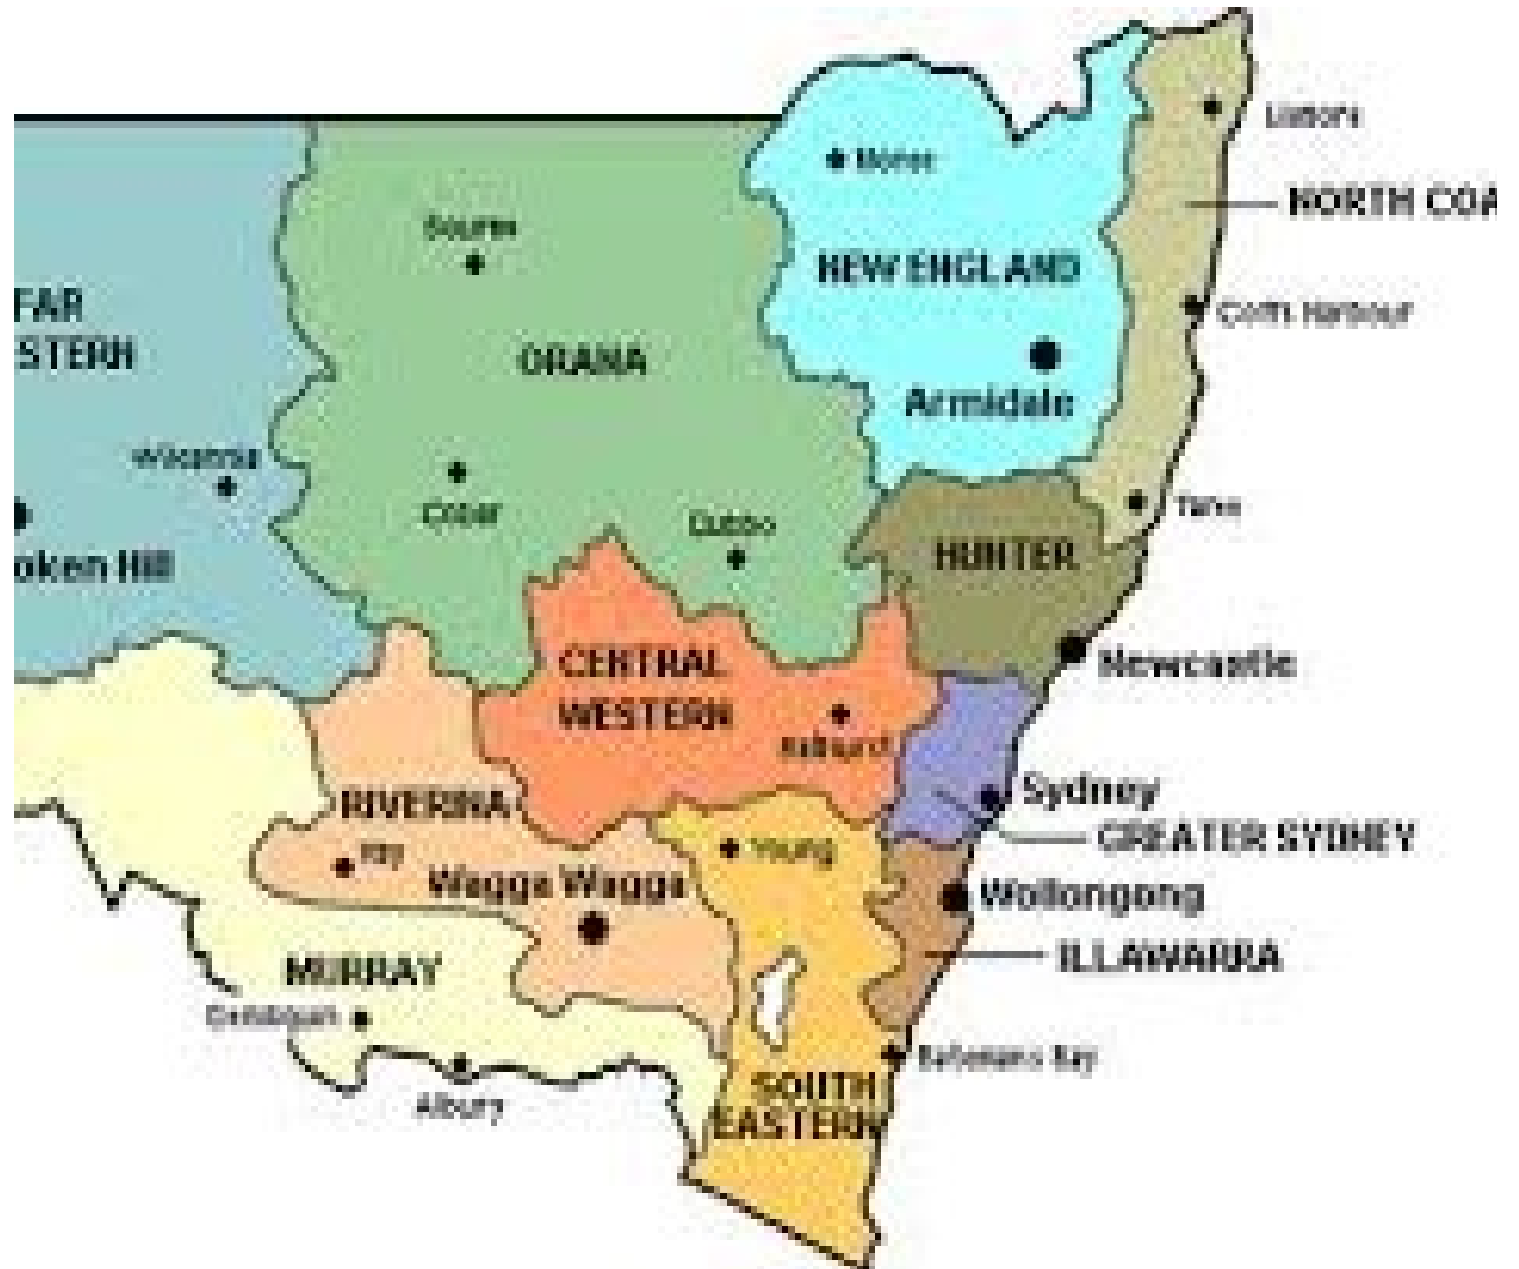 Lismore
Moree
NORTH COA
Bourke
NEW ENGLAND
FAR
STERN
Coffs Harbour
ORANA
Armidale
Wilcannia
Cobar
Dubbo
Taree
HUNTER
oken Hill
CENTRAL
WESTERN
Newcastle
Bathurst
Sydney
RIVERINA
GREATER SYDNEY
Hay
Young
Wagga Wagga
Wollongong
ILLAWARRA
MURRAY
Deniliquin
Batemans Bay
SOUTH
EASTERN
Albury